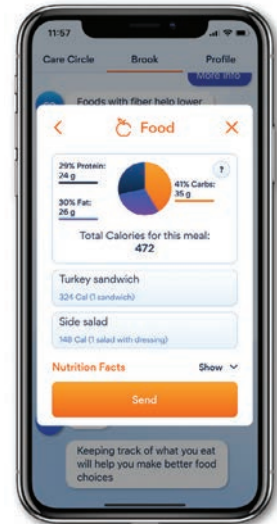 11:57
Care Circle Brook Profile
More info
Foods with fiber help lower
Food
29% Protein:
24 g
?
41% Carbs:
35 g
30% Fat:
26 g
Total Calories for this meal:
472
Turkey sandwich
324 Cal (1 sandwich)
Side salad
148 Cal (1 salad with dressing)
Nutrition Facts Show
Send
Keeping track of what you eat
will help you make better food
choices